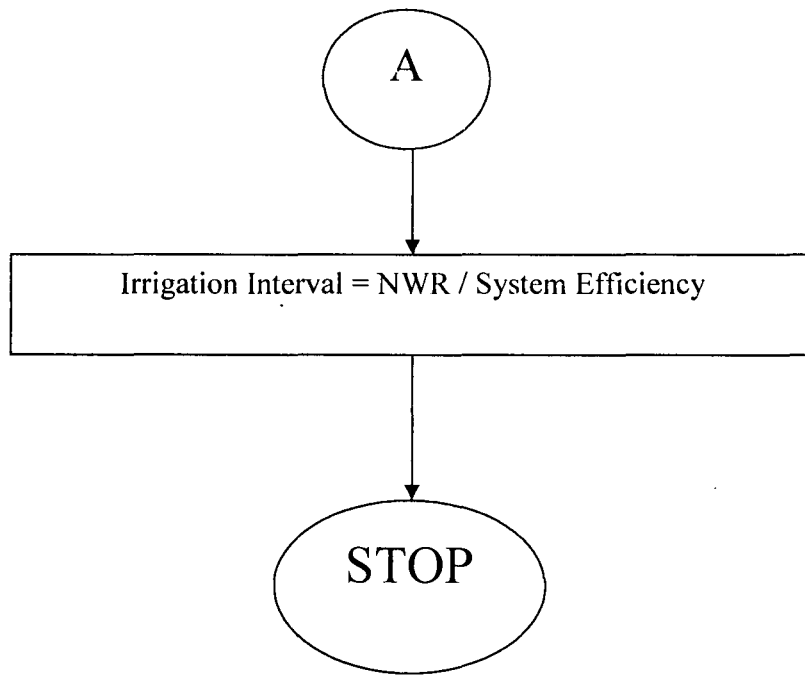 A
Irrigation Interval = NWR / System Efficiency
STOP